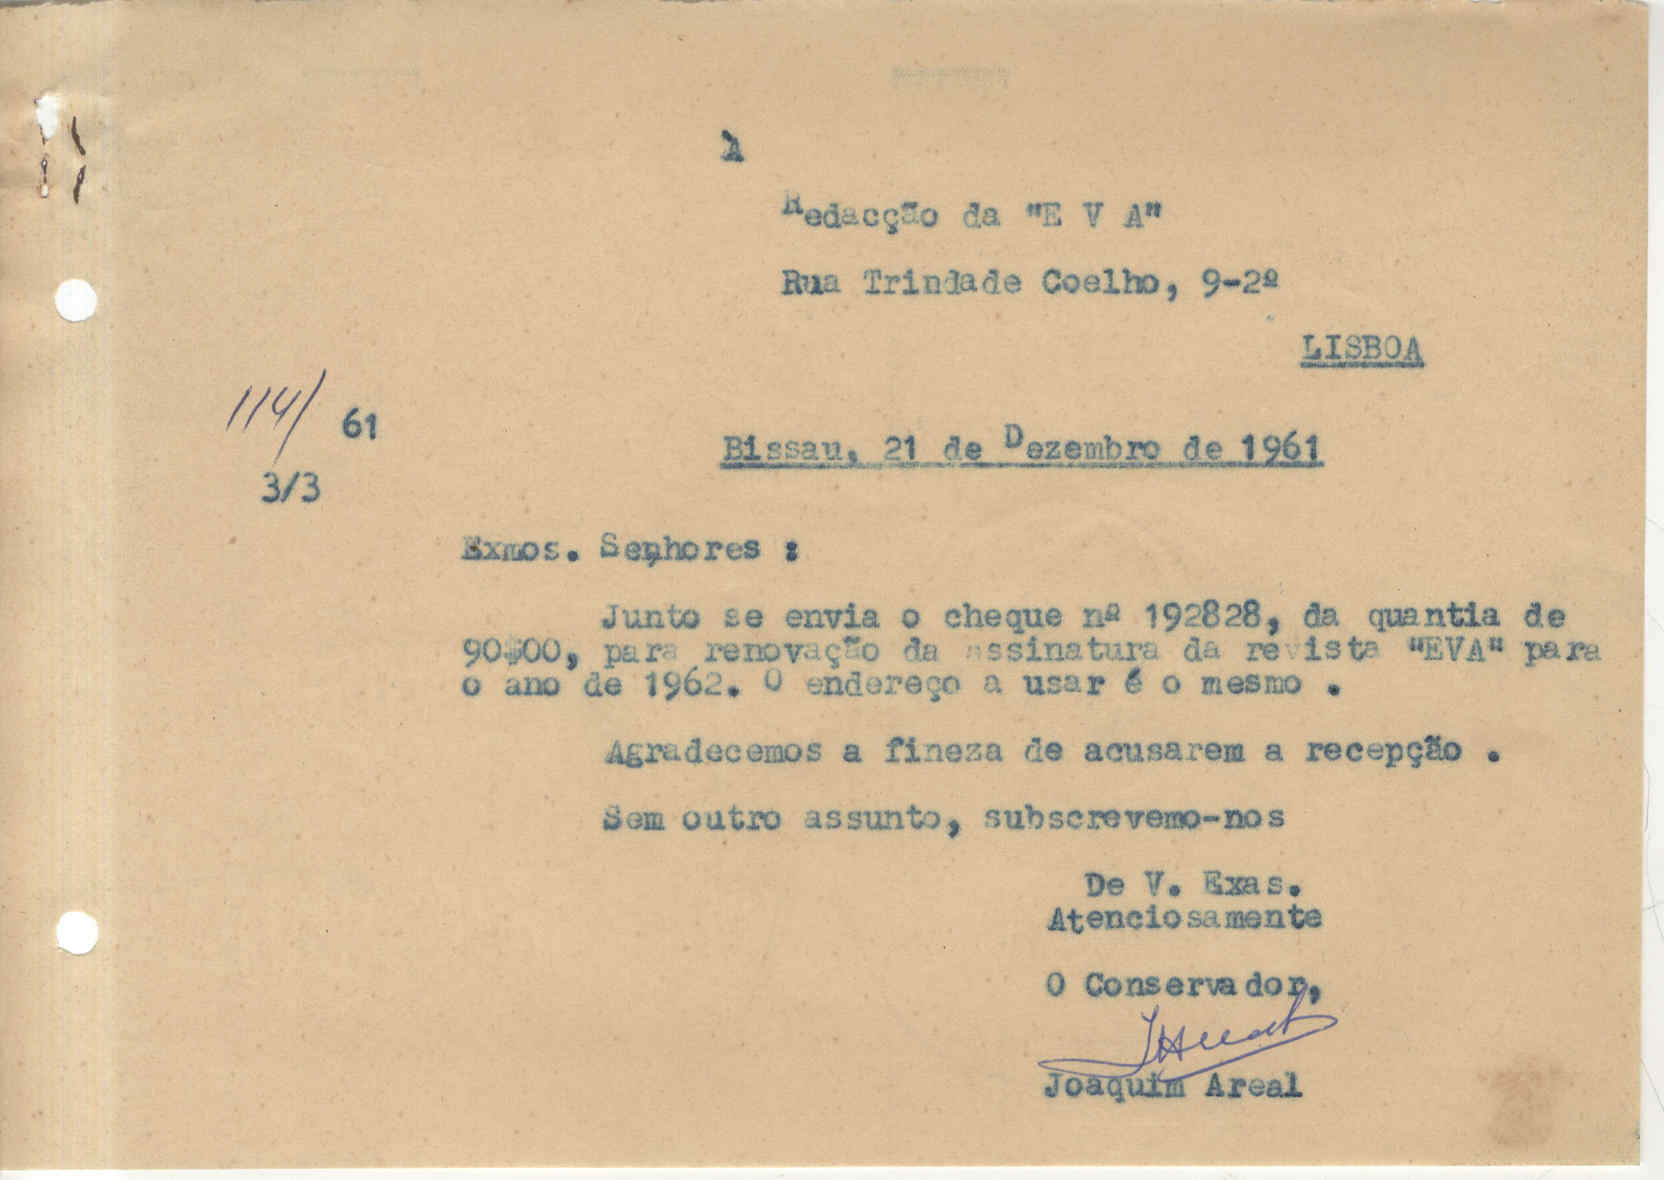 À
Redacção da "E V A"
Rua Trindade Coelho, 9-2º
LISBOA
114/ 61
3/3
Bissau, 21 de Dezembro de 1961
Exmos. Senhores :
Junto se envia o cheque nº 192828, da quantia de
90$00, para renovação da assinatura da revista "EVA" para
o ano de 1962. O endereço a usar é o mesmo .
Agradecemos a fineza de acusarem a recepção .
Sem outro assunto, subscrevemo-nos
De V. Exas.
Atenciosamente
O Conservador,
Joaquim Areal